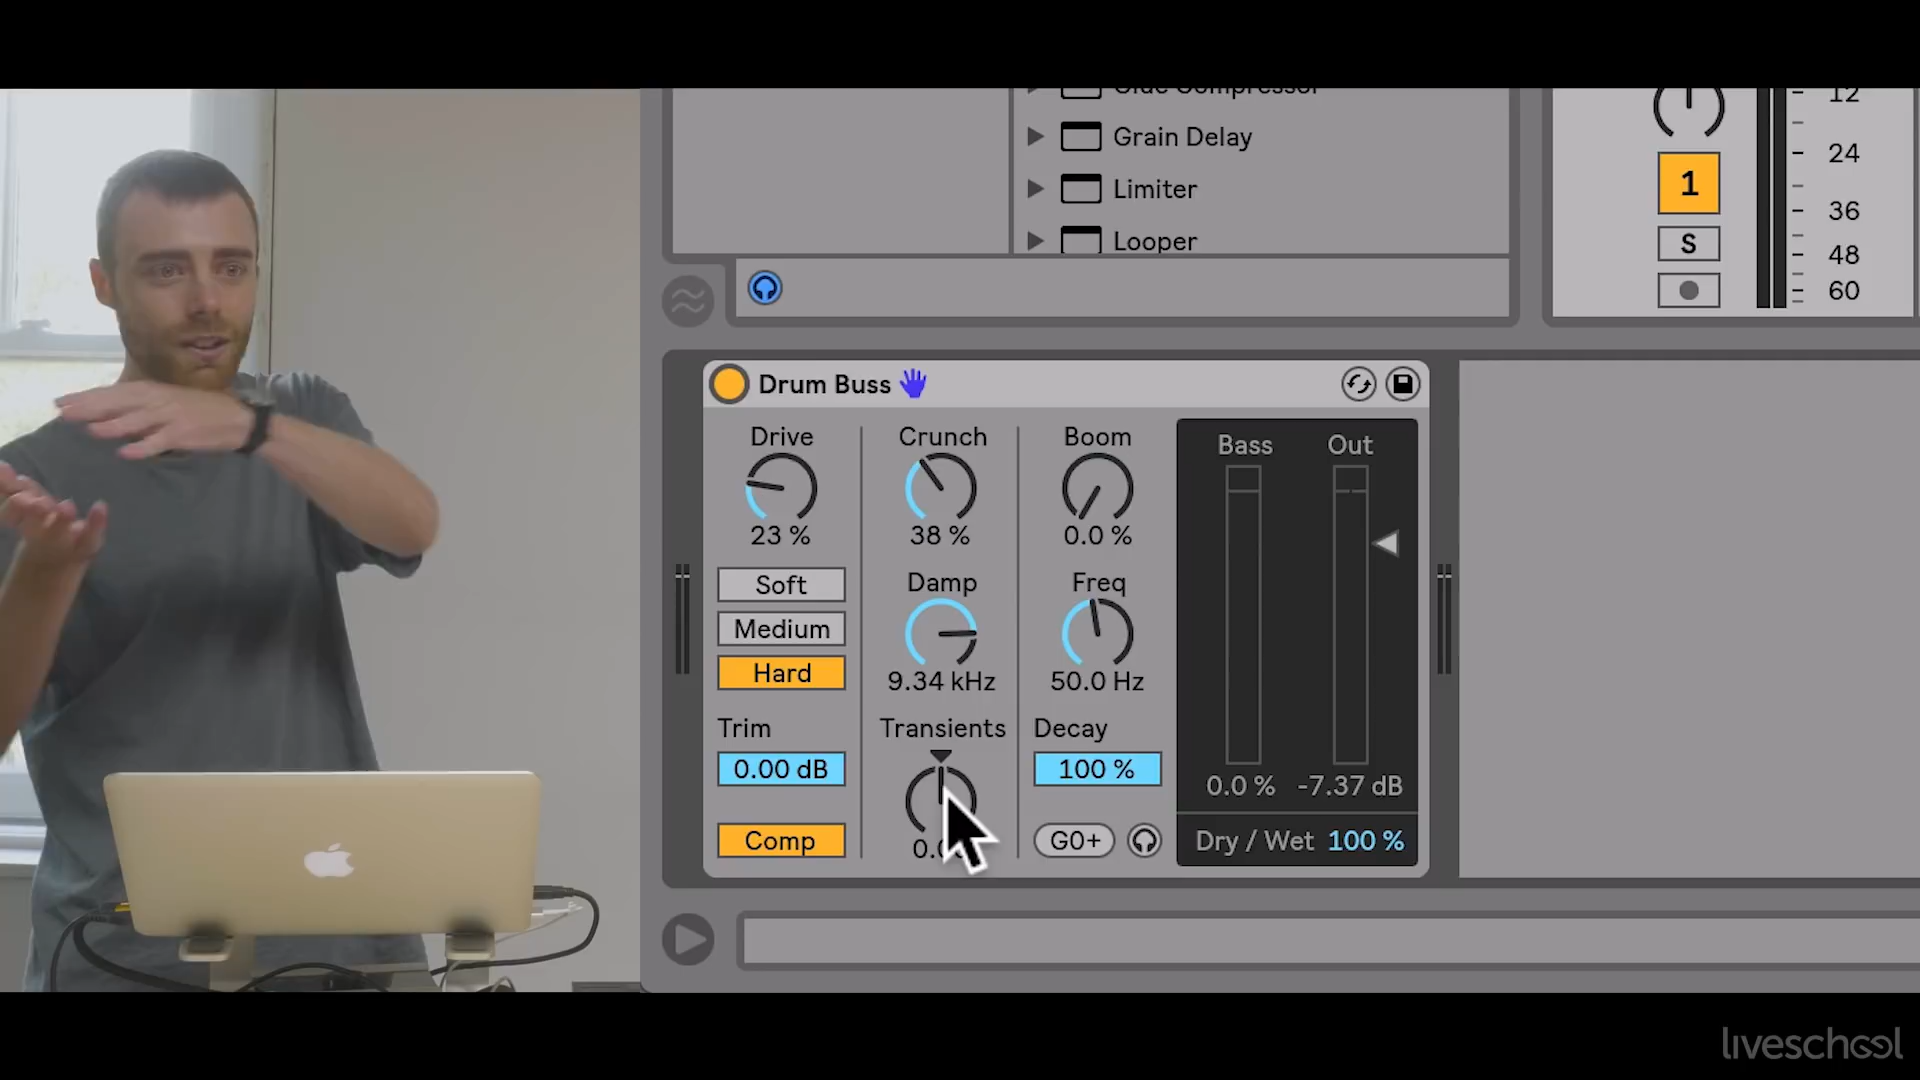 Glue Compressor
Grain Delay
Limiter
Looper
12
24
36
48
60
1
S
Drum Buss
Drive
23 %
Soft
Medium
Hard
Trim
0.00 dB
Comp
Crunch
38 %
Damp
9.34 kHz
Transients
Boom
0.0 %
Freq
50.0 Hz
Decay
100 %
G0+
Bass Out
0.0 % -7.37 dB
Dry / Wet 100 %
liveschool